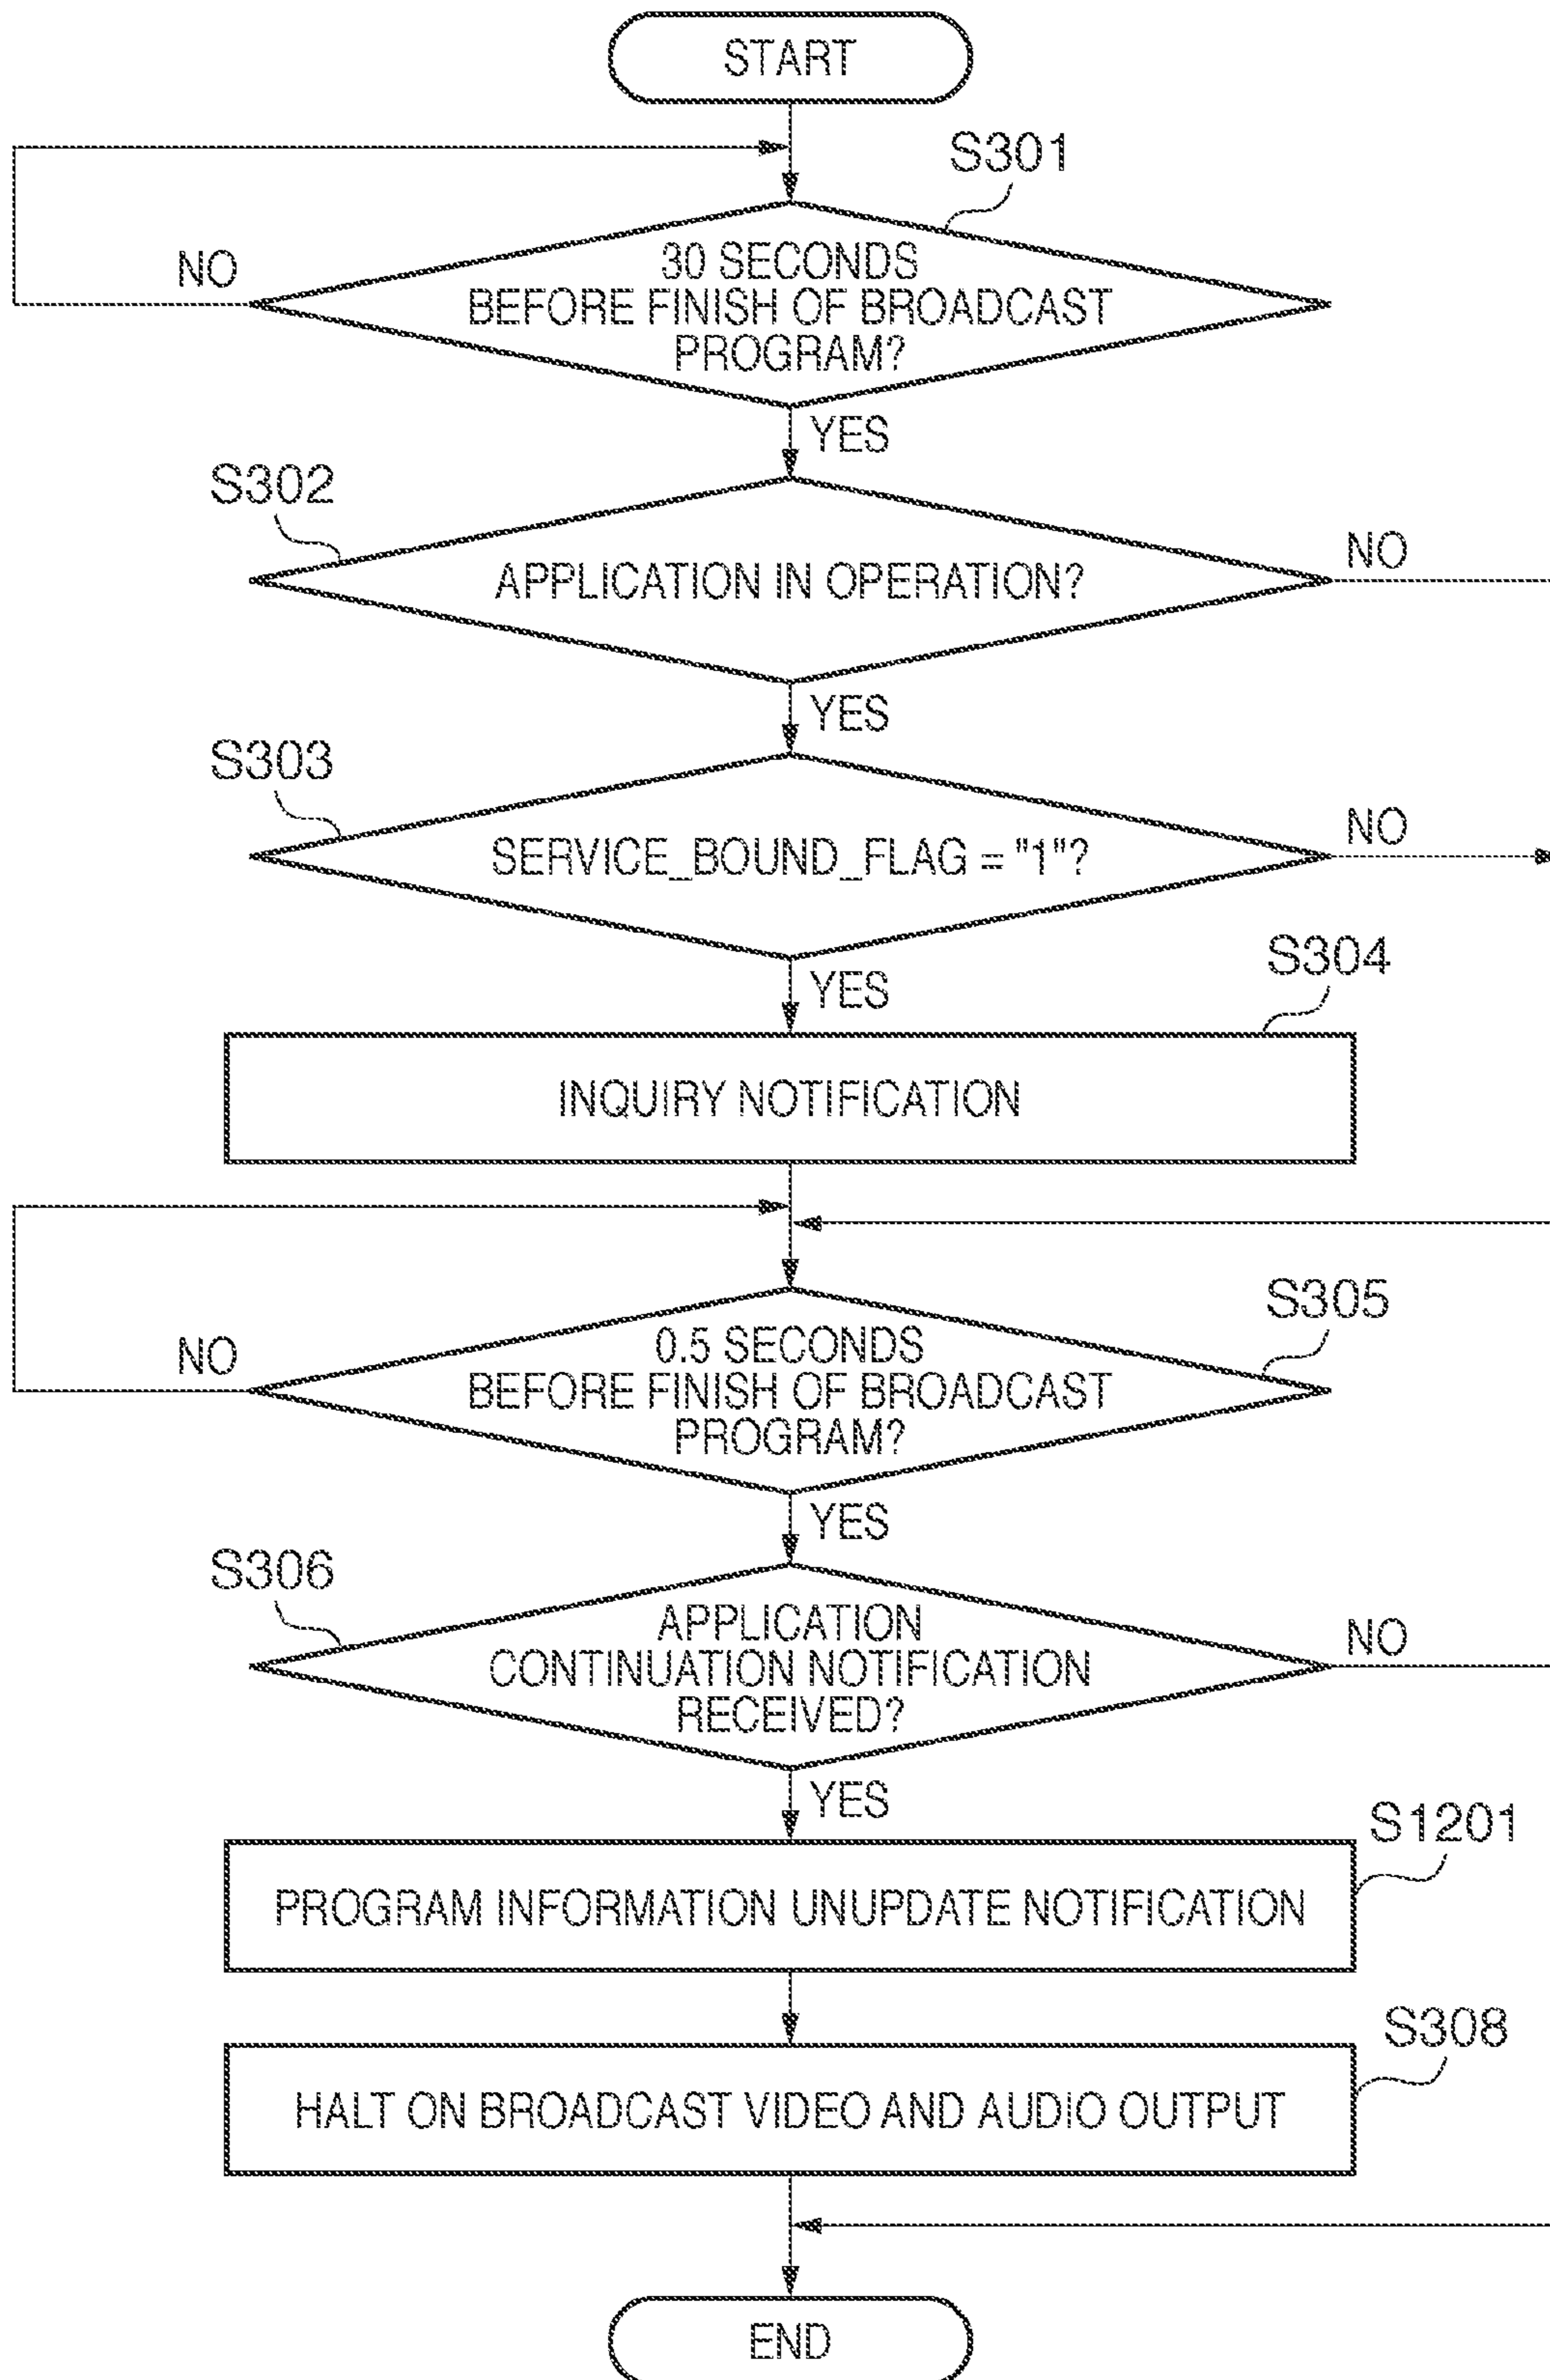 START
S301
30 SECONDS
BEFORE FINISH OF BROADCAST
PROGRAM?
NO
YES
S302
APPLICATION IN OPERATION?
NO
YES
S303
SERVICE_BOUND_FLAG = "1"?
NO
YES
S304
INQUIRY NOTIFICATION
S305
0.5 SECONDS
BEFORE FINISH OF BROADCAST
PROGRAM?
NO
YES
S306
APPLICATION
CONTINUATION NOTIFICATION
RECEIVED?
NO
YES
S1201
PROGRAM INFORMATION UNUPDATE NOTIFICATION
S308
HALT ON BROADCAST VIDEO AND AUDIO OUTPUT
END